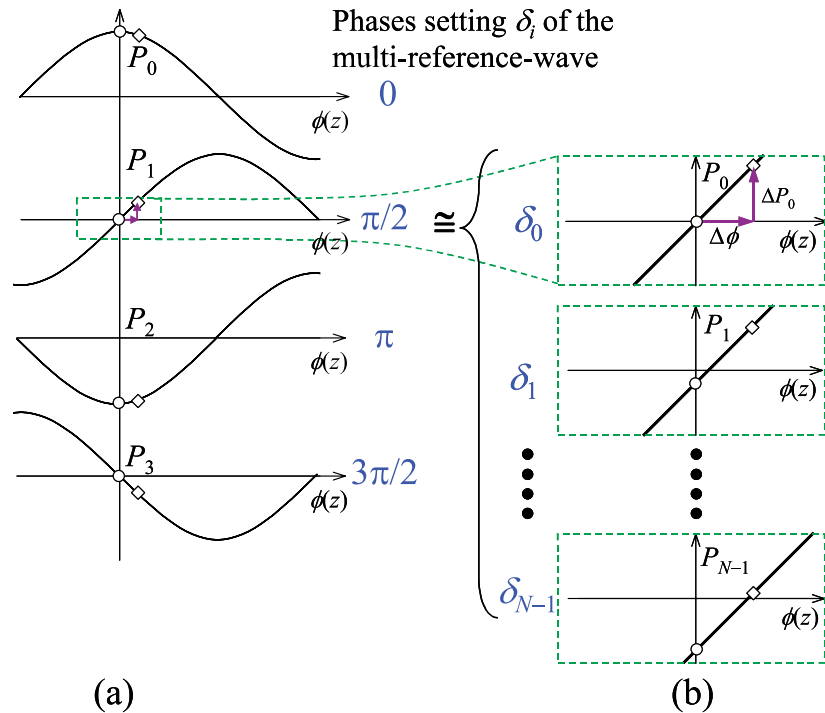 Phases setting δi of the
multi-reference-wave
P0
ϕ(z)
0
P1
ϕ(z)
π/2
P2
ϕ(z)
π
P3
ϕ(z)
3π/2
≅
δ0
P0
ΔP0
Δϕ
ϕ(z)
δ1
P1
ϕ(z)
δN−1
PN−1
ϕ(z)
(a)
(b)